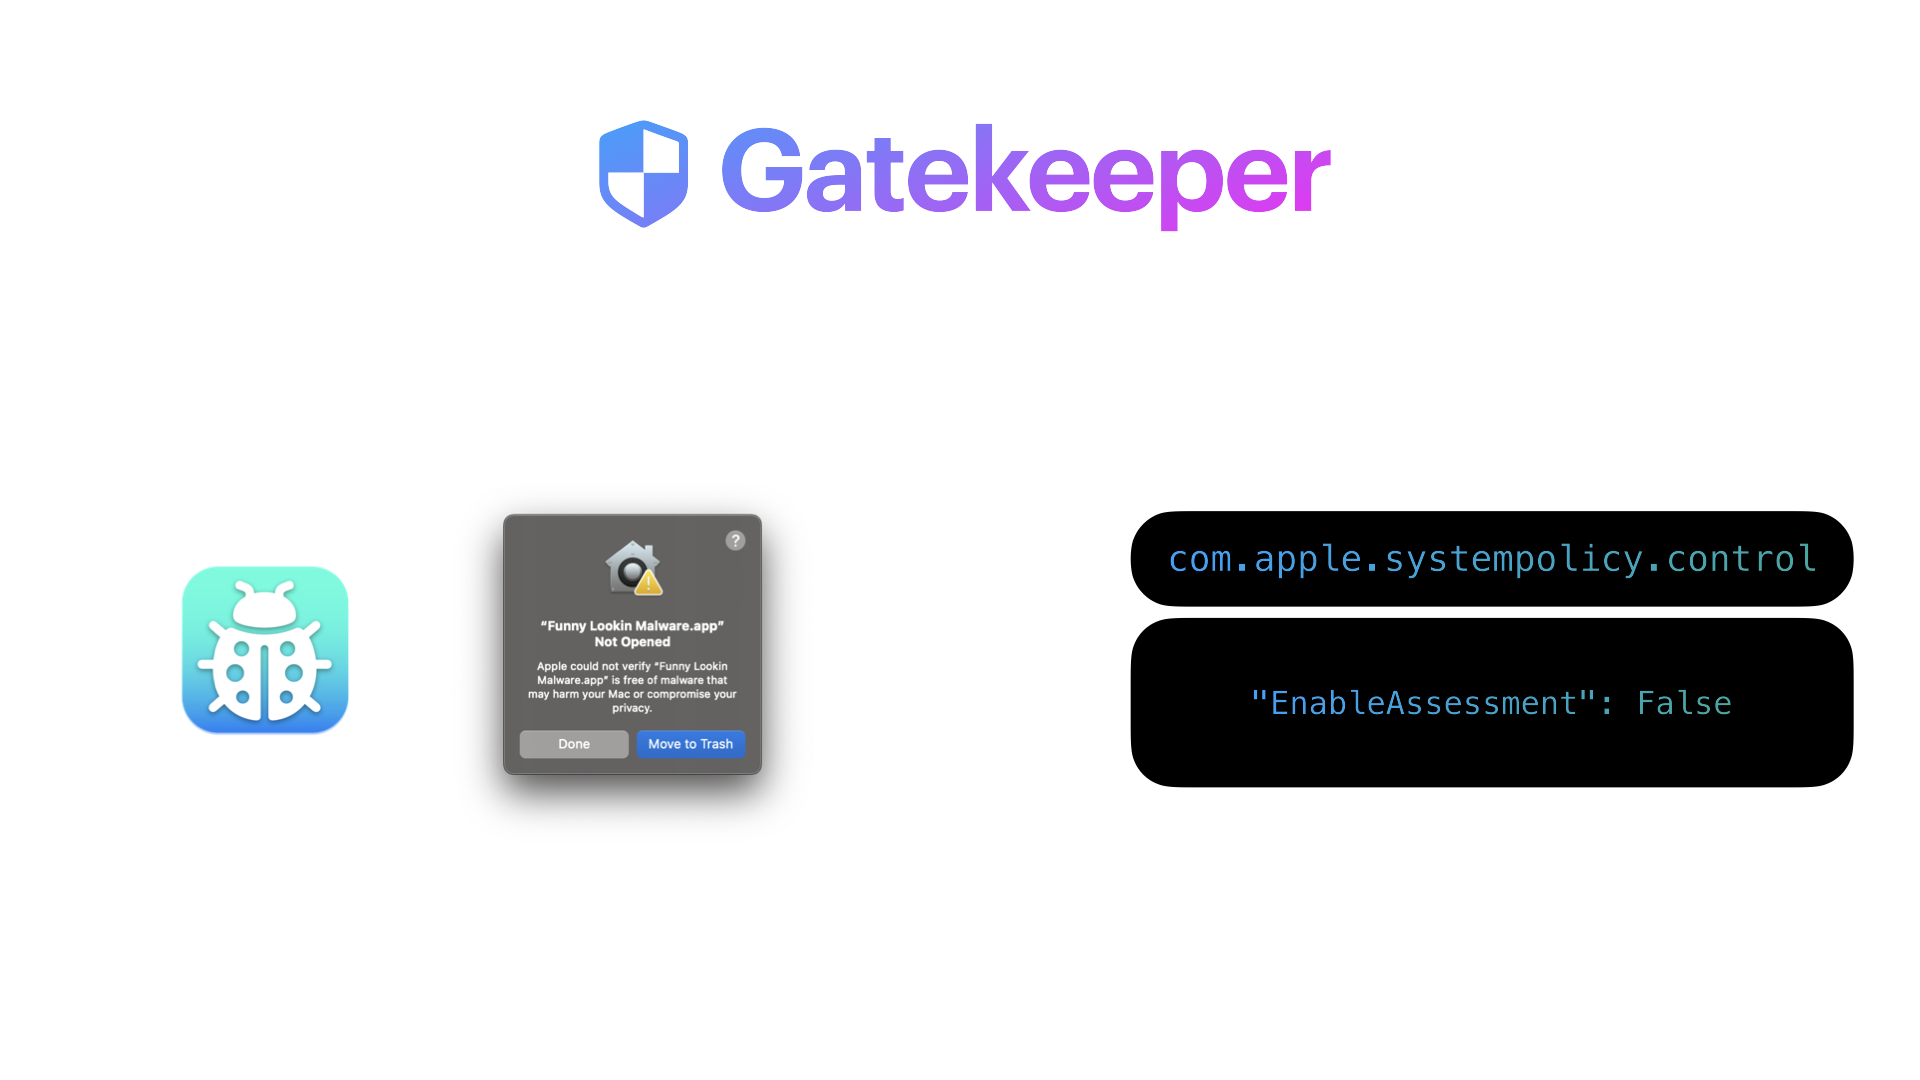 Gatekeeper
?
“Funny Lookin Malware.app”
Not Opened
Apple could not verify “Funny Lookin
Malware.app” is free of malware that
may harm your Mac or compromise your
privacy.
Done
Move to Trash
com.apple.systempolicy.control
"EnableAssessment": False